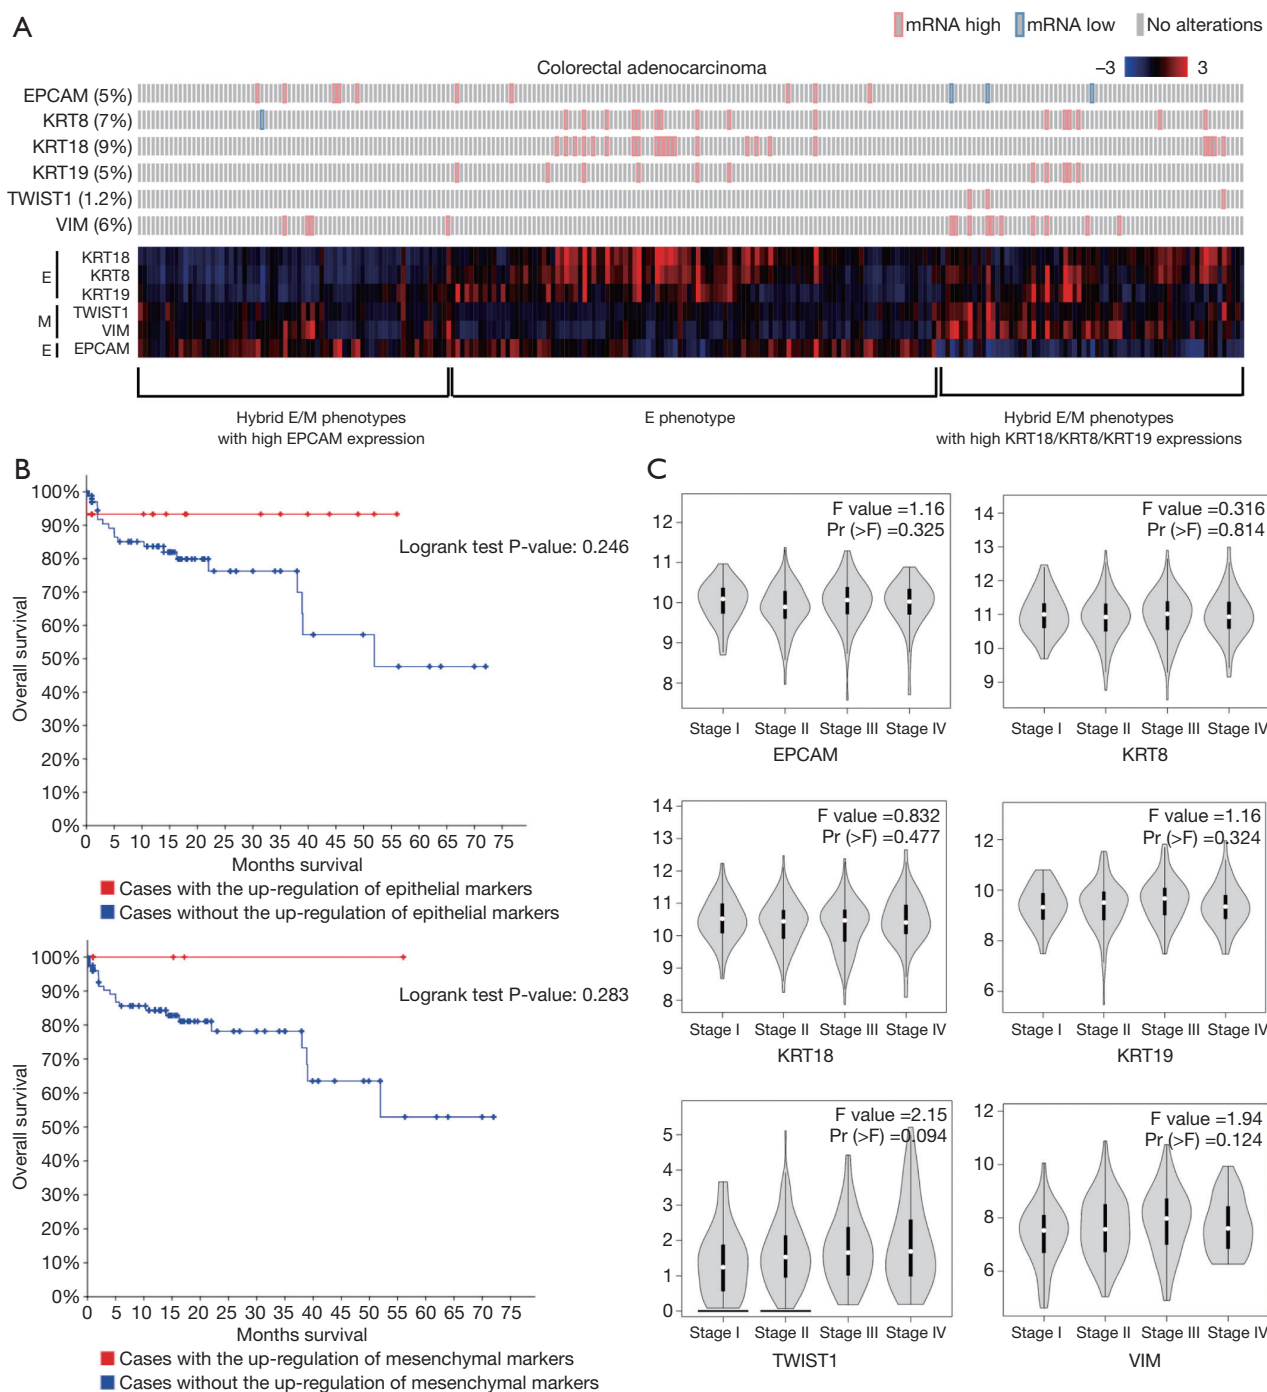 A
mRNA high
mRNA low
No alterations
Colorectal adenocarcinoma
–3
3
EPCAM (5%)
KRT8 (7%)
KRT18 (9%)
KRT19 (5%)
TWIST1 (1.2%)
VIM (6%)
E
KRT18
KRT8
KRT19
M
TWIST1
VIM
E
EPCAM
Hybrid E/M phenotypes
with high EPCAM expression
E phenotype
Hybrid E/M phenotypes
with high KRT18/KRT8/KRT19 expressions
B
100%
90%
80%
70%
60%
50%
40%
30%
20%
10%
0%
Overall survival
Logrank test P-value: 0.246
0 5 10 15 20 25 30 35 40 45 50 55 60 65 70 75
Months survival
Cases with the up-regulation of epithelial markers
Cases without the up-regulation of epithelial markers
100%
90%
80%
70%
60%
50%
40%
30%
20%
10%
0%
Overall survival
Logrank test P-value: 0.283
0 5 10 15 20 25 30 35 40 45 50 55 60 65 70 75
Months survival
Cases with the up-regulation of mesenchymal markers
Cases without the up-regulation of mesenchymal markers
C
F value =1.16
Pr (>F) =0.325
12
11
10
9
8
Stage I Stage II Stage III Stage IV
EPCAM
F value =0.316
Pr (>F) =0.814
14
13
12
11
10
9
Stage I Stage II Stage III Stage IV
KRT8
F value =0.832
Pr (>F) =0.477
14
13
12
11
10
9
8
Stage I Stage II Stage III Stage IV
KRT18
F value =1.16
Pr (>F) =0.324
12
10
8
6
Stage I Stage II Stage III Stage IV
KRT19
F value =2.15
Pr (>F) =0.094
5
4
3
2
1
0
Stage I Stage II Stage III Stage IV
TWIST1
F value =1.94
Pr (>F) =0.124
12
10
8
6
Stage I Stage II Stage III Stage IV
VIM